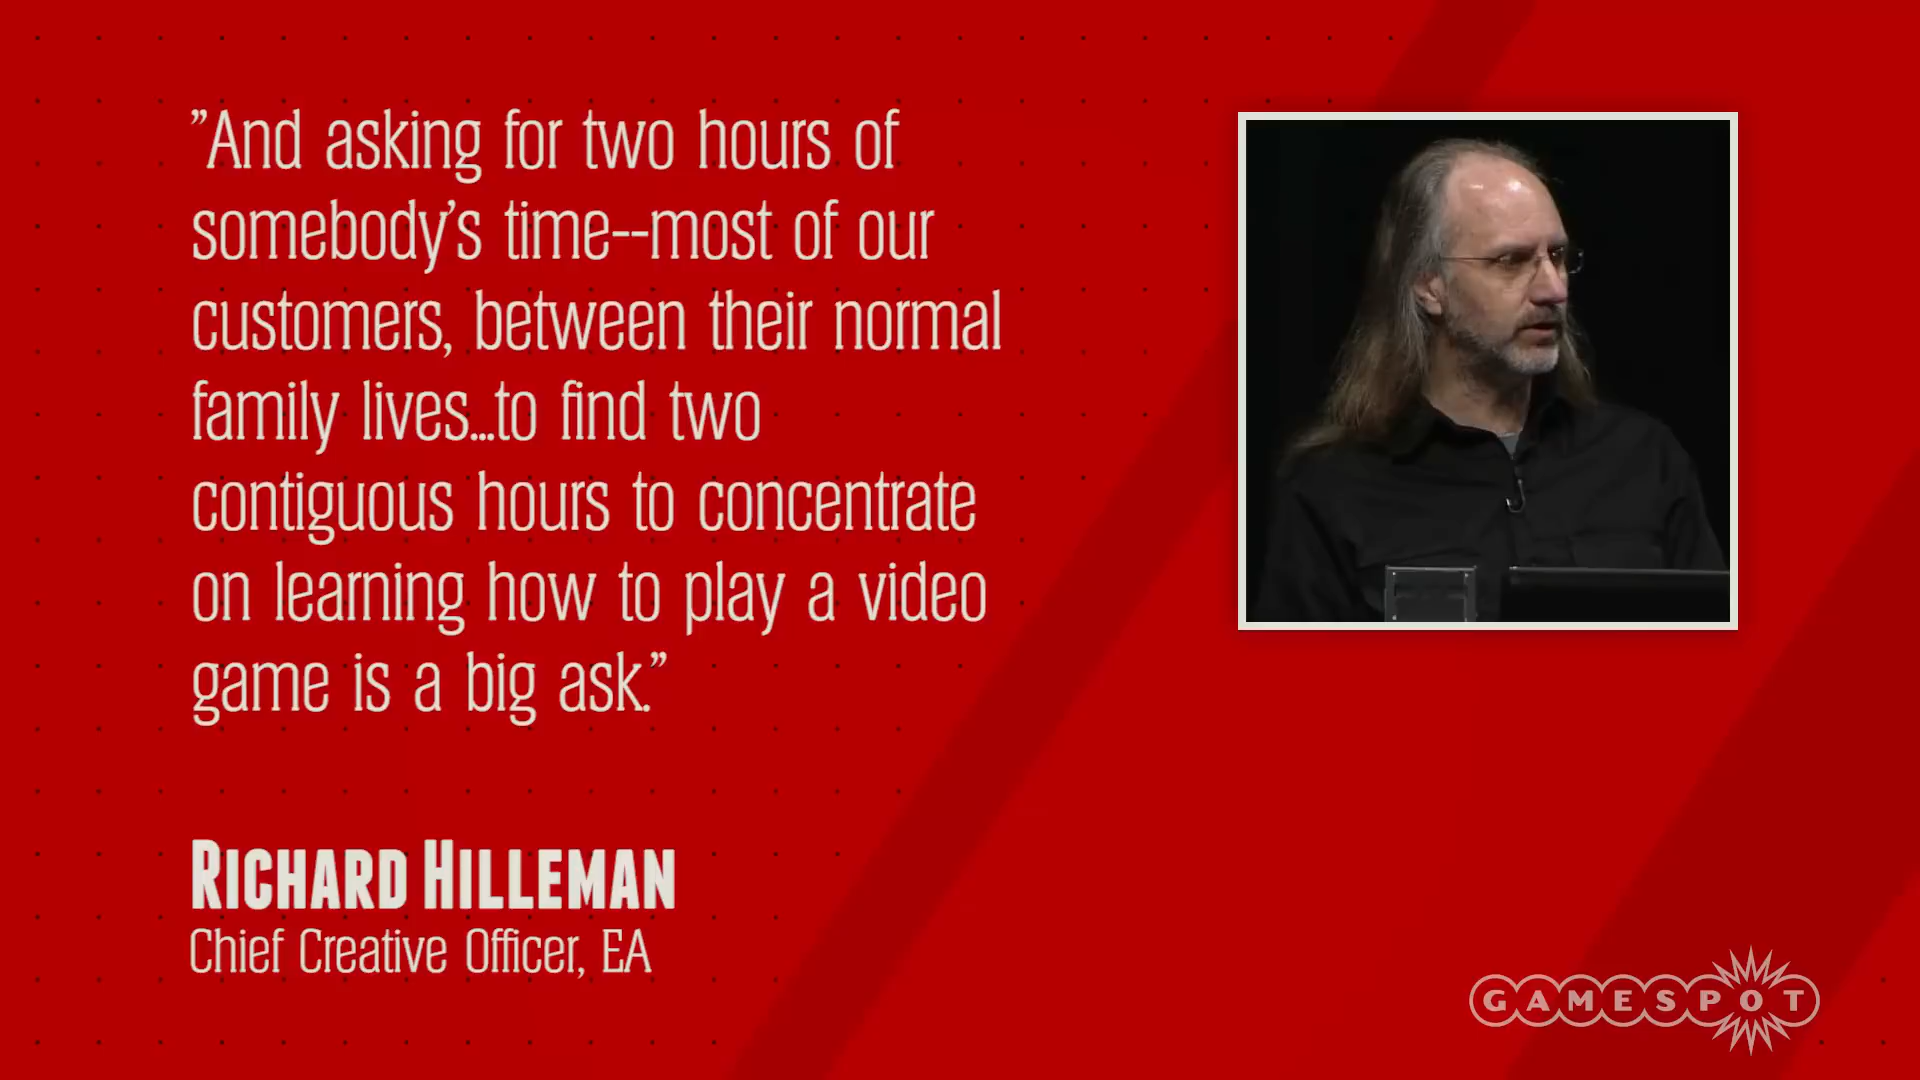 ”And asking for two hours of
somebody’s time--most of our
customers, between their normal
family lives...to find two
contiguous hours to concentrate
on learning how to play a video
game is a big ask.”
RICHARD HILLEMAN
Chief Creative Officer, EA
GAMESPOT